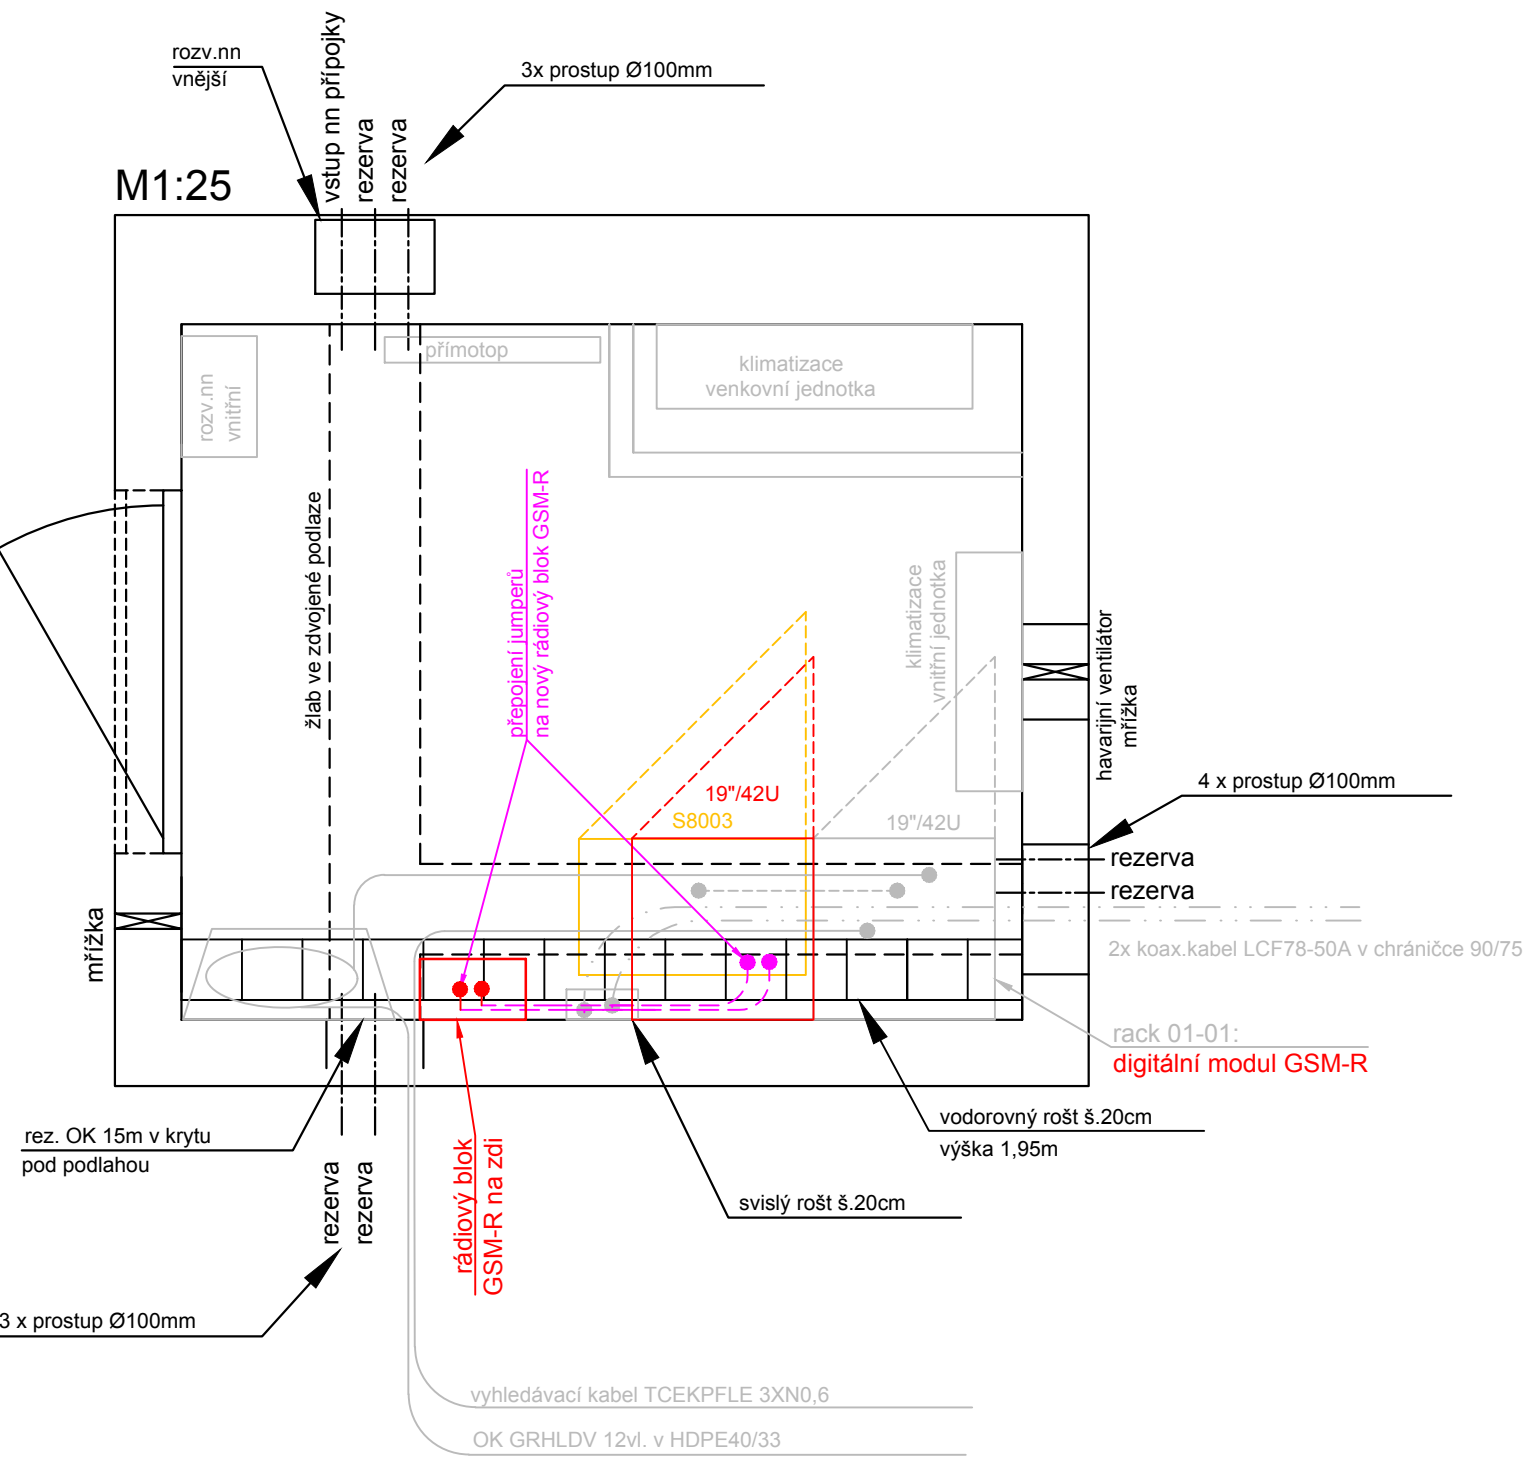 rozv.nn
vnější
vstup nn přípojky
rezerva
rezerva
3x prostup Ø100mm
M1:25
přímotop
klimatizace
venkovní jednotka
rozv.nn
vnitřní
žlab ve zdvojené podlaze
přepojení jumperů
na nový rádiový blok GSM-R
klimatizace
vnitřní jednotka
havarijní ventilátor
mřížka
19"/42U
S8003
19"/42U
4 x prostup Ø100mm
rezerva
rezerva
mřížka
2x koax.kabel LCF78-50A v chráničce 90/75
rack 01-01:
digitální modul GSM-R
vodorovný rošt š.20cm
výška 1,95m
rez. OK 15m v krytu
pod podlahou
rezerva
rezerva
rádiový blok
GSM-R na zdi
svislý rošt š.20cm
3 x prostup Ø100mm
vyhledávací kabel TCEKPFLE 3XN0,6
OK GRHLDV 12vl. v HDPE40/33